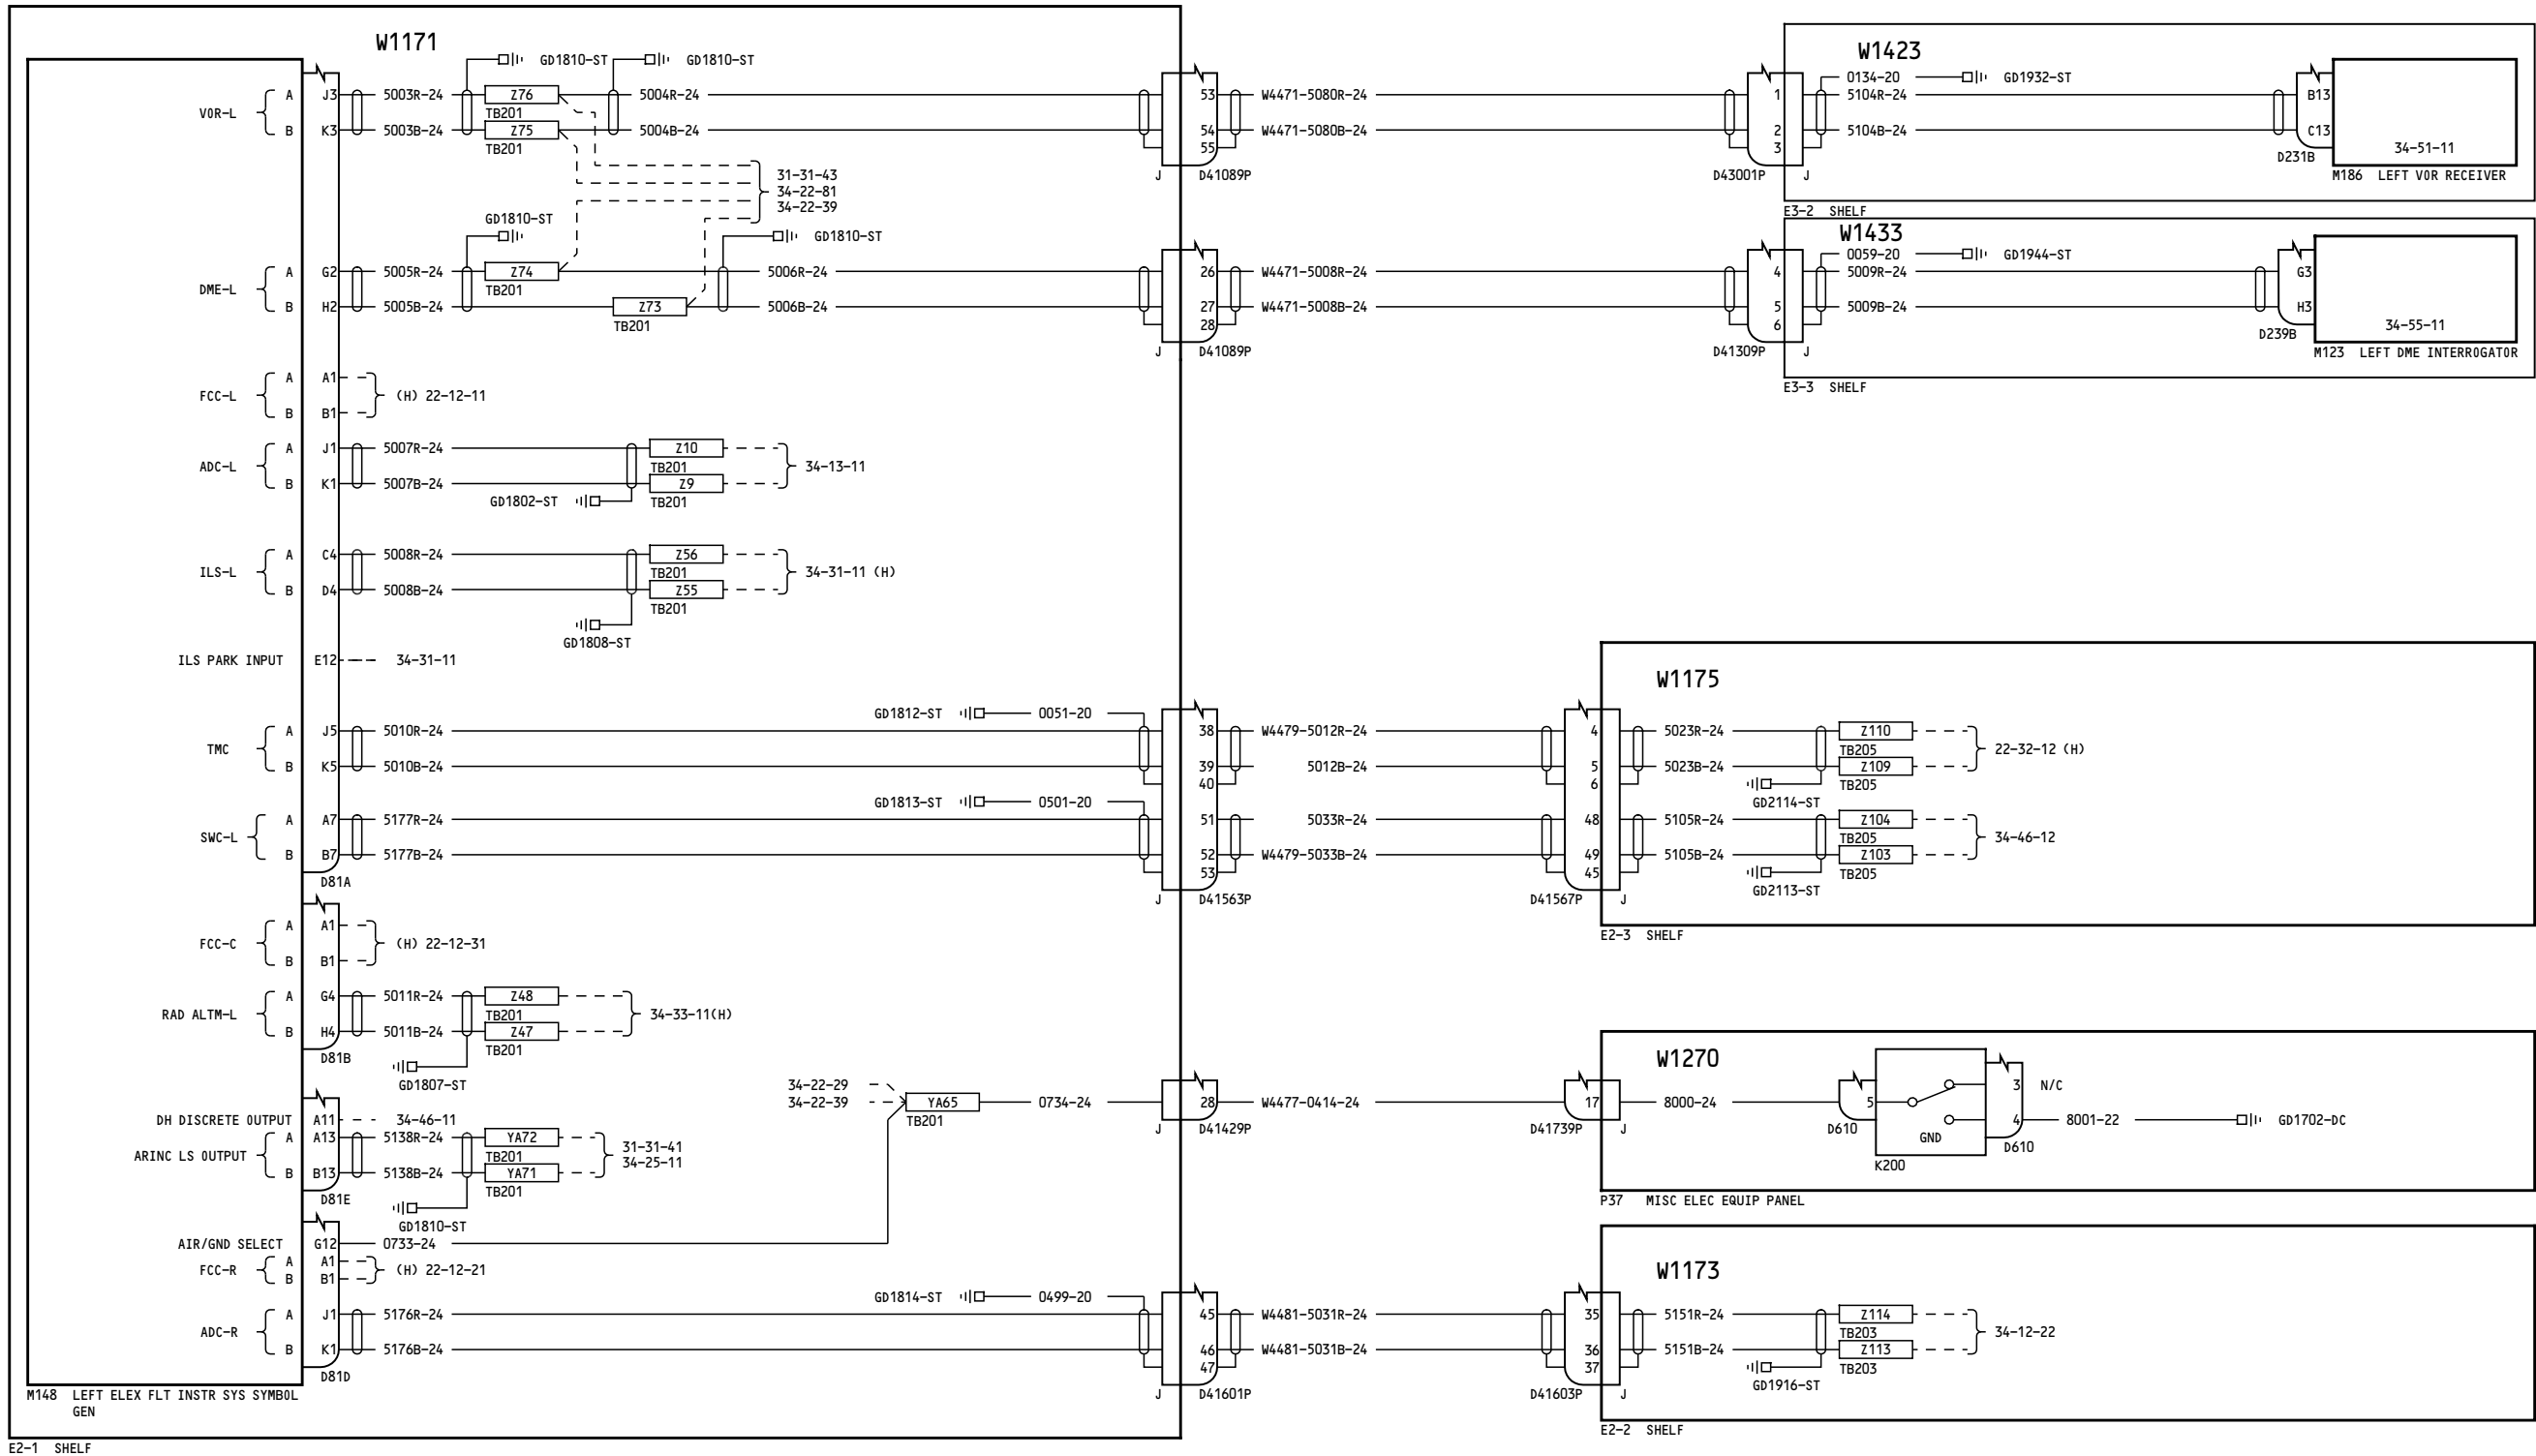 W1171
GD1810-ST
GD1810-ST
VOR-L
A J3 5003R-24 Z76 5004R-24 53 W4471-5080R-24 1
TB201
B K3 5003B-24 Z75 5004B-24 54 W4471-5080B-24 2
TB201
55 3
J D41089P D43001P J
W1423
0134-20 GD1932-ST
5104R-24 B13
5104B-24 C13
D231B
34-51-11
M186 LEFT VOR RECEIVER
E3-2 SHELF
31-31-43
34-22-81
34-22-39
GD1810-ST
GD1810-ST
DME-L
A G2 5005R-24 Z74 5006R-24 26 W4471-5008R-24 4
TB201
B H2 5005B-24 Z73 5006B-24 27 W4471-5008B-24 5
TB201
28 6
J D41089P D41309P J
W1433
0059-20 GD1944-ST
5009R-24 G3
5009B-24 H3
D239B
34-55-11
M123 LEFT DME INTERROGATOR
E3-3 SHELF
FCC-L
A A1
(H) 22-12-11
B B1
ADC-L
A J1 5007R-24 Z10
TB201
34-13-11
B K1 5007B-24 Z9
GD1802-ST TB201
ILS-L
A C4 5008R-24 Z56
TB201
34-31-11 (H)
B D4 5008B-24 Z55
TB201
GD1808-ST
ILS PARK INPUT E12 34-31-11
W1175
GD1812-ST 0051-20
TMC
A J5 5010R-24 38 W4479-5012R-24 4 5023R-24 Z110
TB205
22-32-12 (H)
B K5 5010B-24 39 5012B-24 5 5023B-24 Z109
40 6 TB205
GD2114-ST
GD1813-ST 0501-20
SWC-L
A A7 5177R-24 51 5033R-24 48 5105R-24 Z104
TB205
34-46-12
B B7 5177B-24 52 W4479-5033B-24 49 5105B-24 Z103
53 45 TB205
GD2113-ST
D81A
J D41563P D41567P J
E2-3 SHELF
FCC-C
A A1
(H) 22-12-31
B B1
RAD ALTM-L
A G4 5011R-24 Z48
TB201
34-33-11(H)
B H4 5011B-24 Z47
TB201
D81B
GD1807-ST
34-22-29
34-22-39
YA65 0734-24 28 W4477-0414-24 17
TB201
J D41429P D41739P J
W1270
8000-24 5
D610
3 N/C
4 8001-22 GD1702-DC
GND
D610
K200
P37 MISC ELEC EQUIP PANEL
DH DISCRETE OUTPUT A11 34-46-11
ARINC LS OUTPUT
A A13 5138R-24 YA72
TB201
31-31-41
34-25-11
B B13 5138B-24 YA71
TB201
D81E
GD1810-ST
AIR/GND SELECT G12 0733-24
FCC-R
A A1
(H) 22-12-21
B B1
W1173
GD1814-ST 0499-20
ADC-R
A J1 5176R-24 45 W4481-5031R-24 35 5151R-24 Z114
TB203
34-12-22
B K1 5176B-24 46 W4481-5031B-24 36 5151B-24 Z113
47 37 TB203
GD1916-ST
D81D
J D41601P D41603P J
M148 LEFT ELEX FLT INSTR SYS SYMBOL
GEN
E2-2 SHELF
E2-1 SHELF